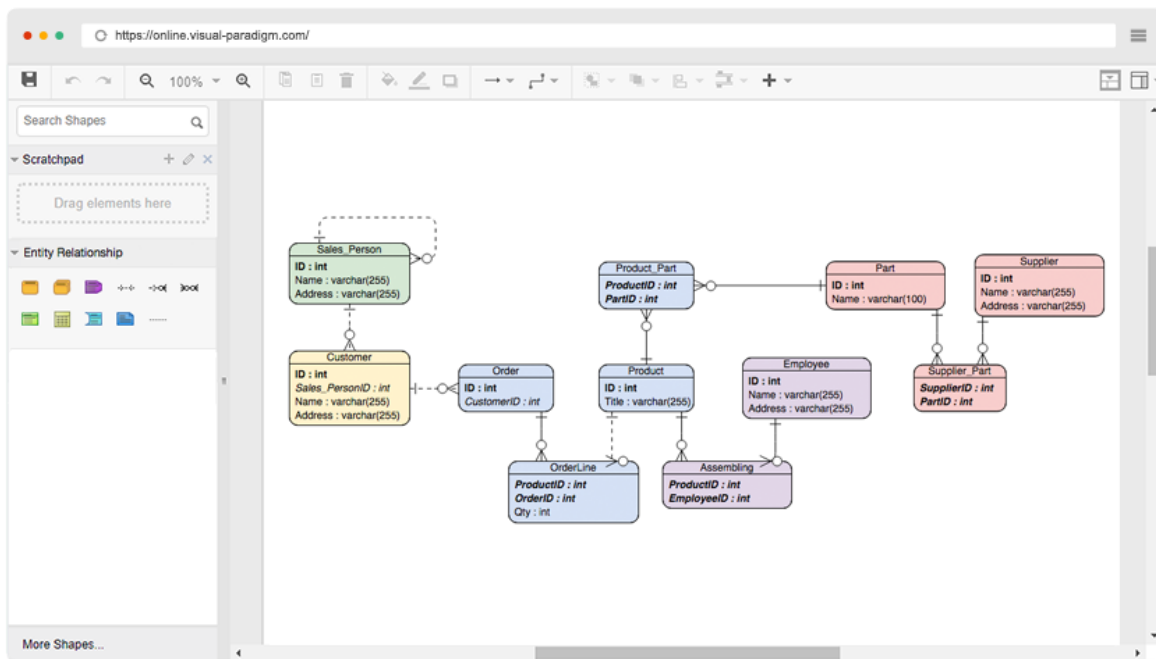 https://online.visual-paradigm.com/
100%
Search Shapes
Scratchpad
Drag elements here
Entity Relationship
More Shapes...
Sales_Person
ID : int
Name : varchar(255)
Address : varchar(255)
Customer
ID : int
Sales_PersonID : int
Name : varchar(255)
Address : varchar(255)
Order
ID : int
CustomerID : int
OrderLine
ProductID : int
OrderID : int
Qty : int
Product_Part
ProductID : int
PartID : int
Product
ID : int
Title : varchar(255)
Employee
ID : int
Name : varchar(255)
Address : varchar(255)
Assembling
ProductID : int
EmployeeID : int
Part
ID : int
Name : varchar(100)
Supplier
ID : int
Name : varchar(255)
Address : varchar(255)
Supplier_Part
SupplierID : int
PartID : int